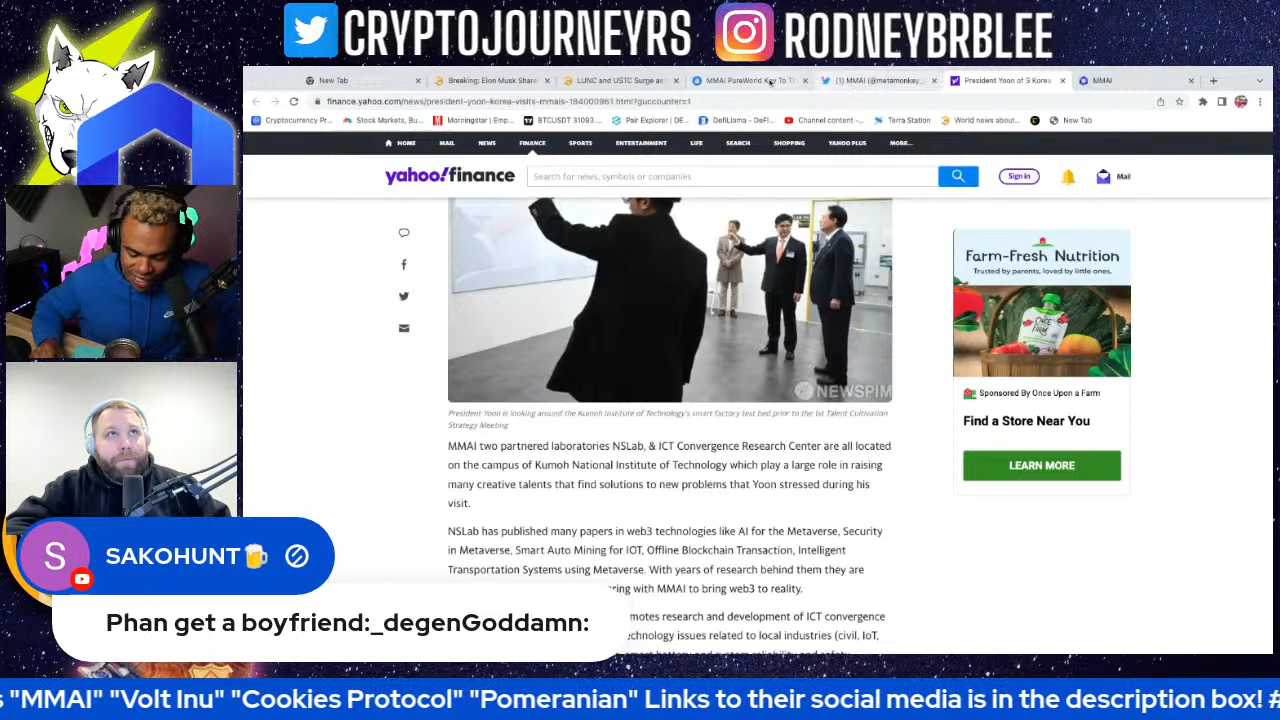 CRYPTOJOURNEYRS
RODNEYBRBLEE
New Tab
Breaking: Elon Musk Share
LUNC and USTC Surge as
MMAI PureWorld Key To Th
(1) MMAI (@metamonkey_
President Yoon of S Korea
MMAI
finance.yahoo.com/news/president-yoon-korea-visits-mmais-184000961.html?guccounter=1
Cryptocurrency Pr...
Stock Markets, Bu...
Morningstar | Emp...
BTCUSDT 31093....
Pair Explorer | DE...
DefiLlama - DeFi...
Channel content -...
Terra Station
World news about...
New Tab
HOME
MAIL
NEWS
FINANCE
SPORTS
ENTERTAINMENT
LIFE
SEARCH
SHOPPING
YAHOO PLUS
MORE...
yahoo!finance
Search for news, symbols or companies
Sign in
Mail
NEWSPIM
President Yoon is looking around the Kumoh Institute of Technology's smart factory test bed prior to the 1st Talent Cultivation
Strategy Meeting
MMAI two partnered laboratories NSLab, & ICT Convergence Research Center are all located
on the campus of Kumoh National Institute of Technology which play a large role in raising
many creative talents that find solutions to new problems that Yoon stressed during his
visit.
NSLab has published many papers in web3 technologies like AI for the Metaverse, Security
in Metaverse, Smart Auto Mining for IOT, Offline Blockchain Transaction, Intelligent
Transportation Systems using Metaverse. With years of research behind them they are
ring with MMAI to bring web3 to reality.
motes research and development of ICT convergence
echnology issues related to local industries (civil, IoT,
Farm-Fresh Nutrition
Trusted by parents, loved by little ones.
Sponsored By Once Upon a Farm
Find a Store Near You
LEARN MORE
S
SAKOHUNT🍺
Phan get a boyfriend:_degenGoddamn:
s "MMAI" "Volt Inu" "Cookies Protocol" "Pomeranian" Links to their social media is in the description box! #